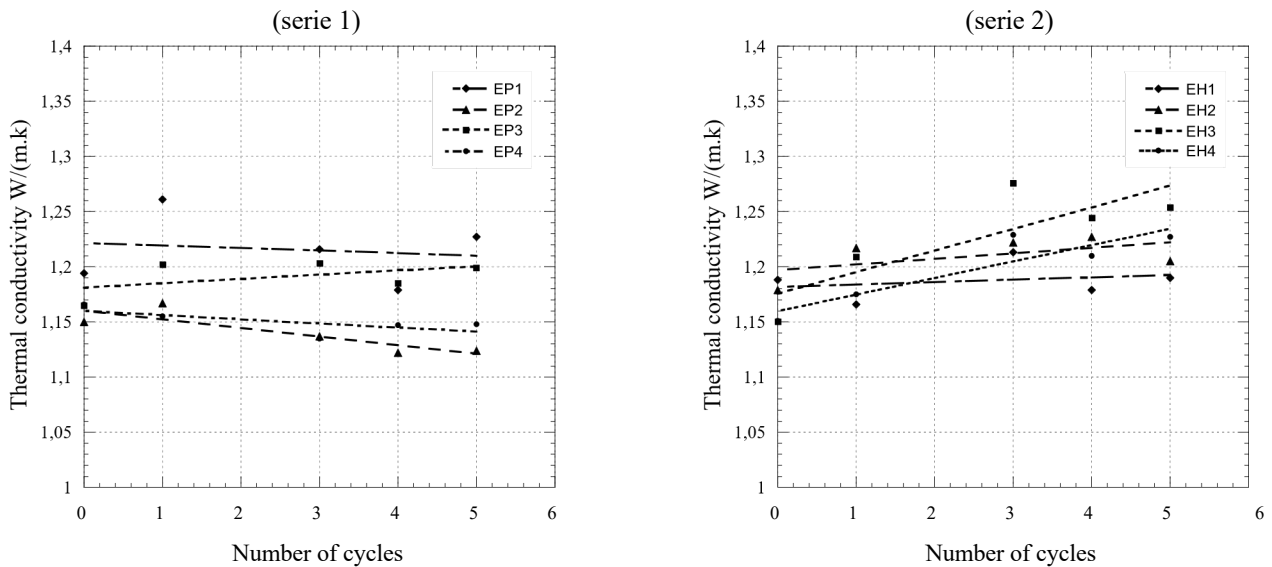 (serie 1)
Thermal conductivity W/(m.k)
1,4
1,35
1,3
1,25
1,2
1,15
1,1
1,05
1
0 1 2 3 4 5 6
Number of cycles
EP1
EP2
EP3
EP4
(serie 2)
Thermal conductivity W/(m.k)
1,4
1,35
1,3
1,25
1,2
1,15
1,1
1,05
1
0 1 2 3 4 5 6
Number of cycles
EH1
EH2
EH3
EH4